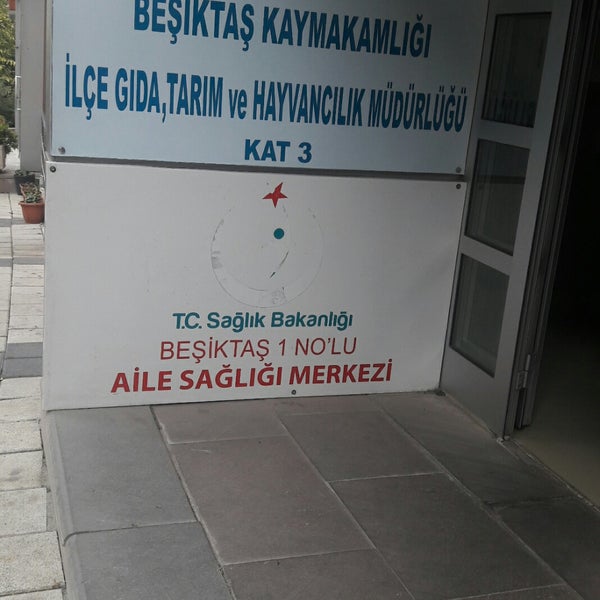 BEŞİKTAŞ KAYMAKAMLIĞI
İLÇE GIDA,TARIM ve HAYVANCILIK MÜDÜRLÜĞÜ
KAT 3
T.C. Sağlık Bakanlığı
BEŞİKTAŞ 1 NO'LU
AİLE SAĞLIĞI MERKEZİ